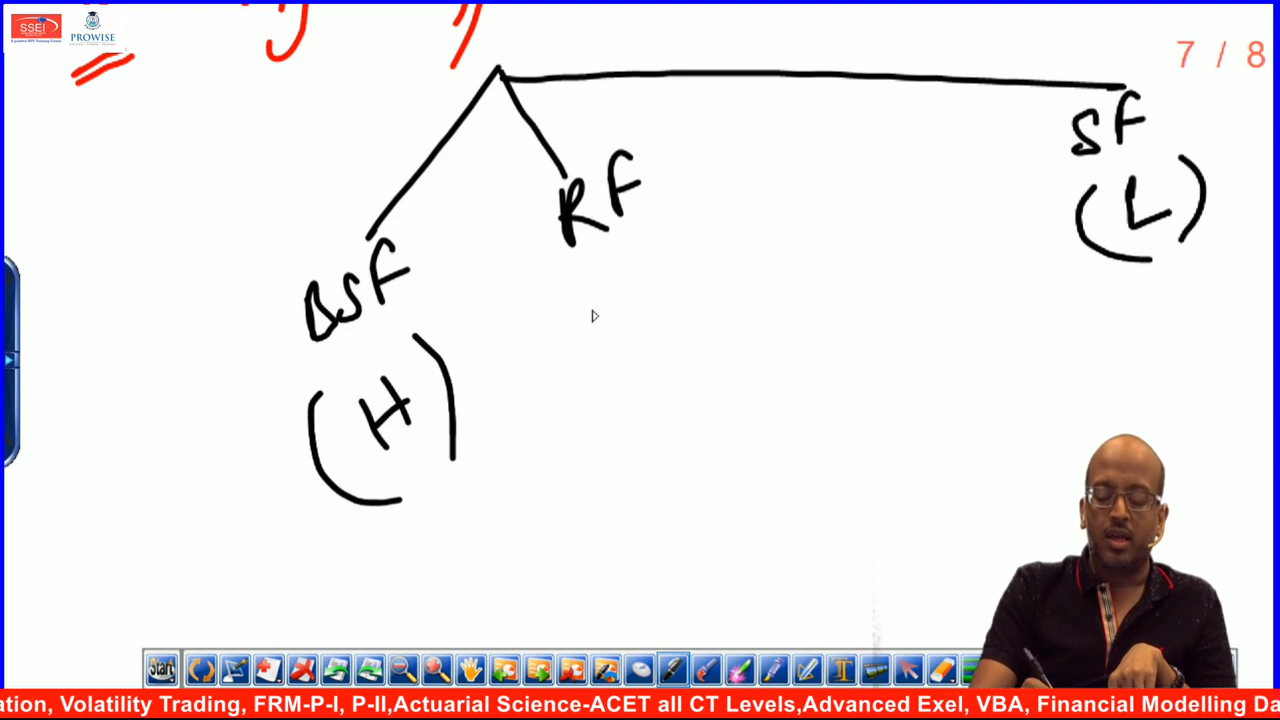 SSEI
PROWISE
7 / 8
SF
(L)
RF
BSF
(H)
Start
ation, Volatility Trading, FRM-P-I, P-II,Actuarial Science-ACET all CT Levels,Advanced Exel, VBA, Financial Modelling Da